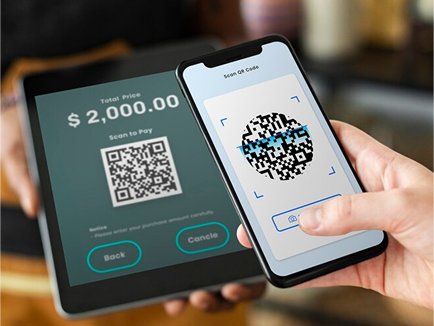 Total Price
$ 2,000.00
Scan to Pay
Notice
* Please enter your purchase amount carefully.
Back
Cancle
Scan QR Code